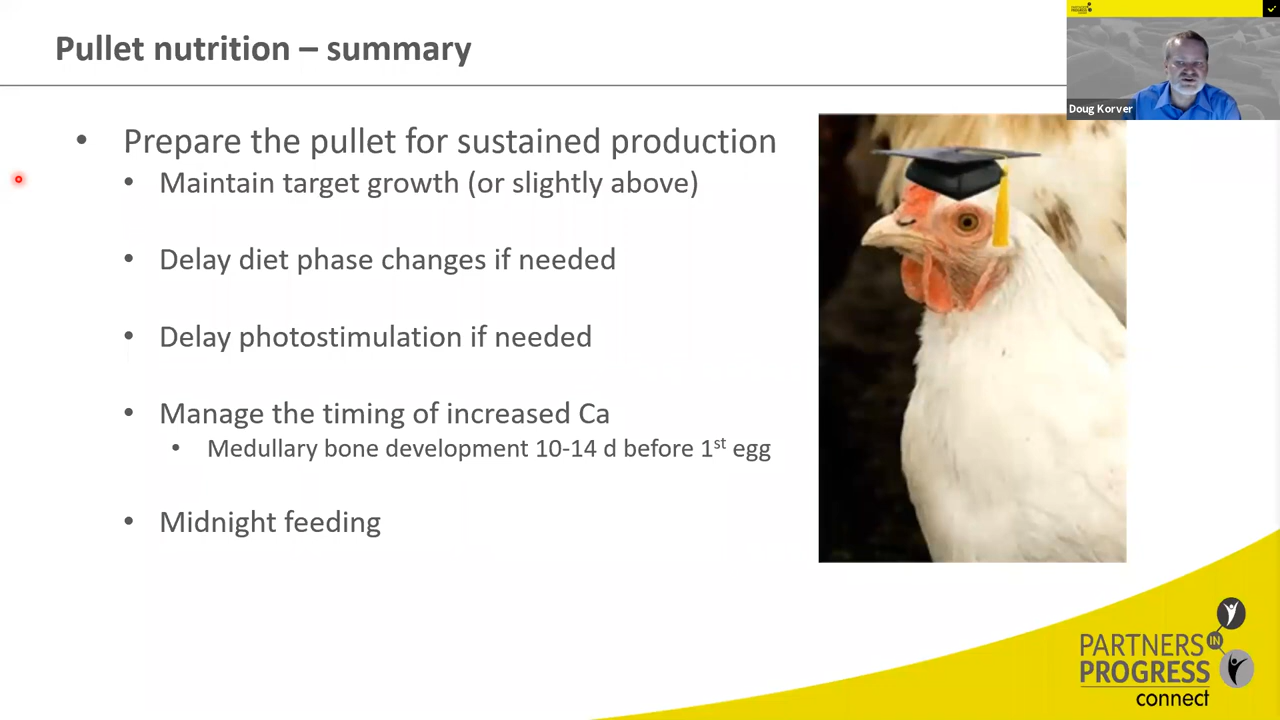 Pullet nutrition – summary
Doug Korver
• Prepare the pullet for sustained production
• Maintain target growth (or slightly above)
• Delay diet phase changes if needed
• Delay photostimulation if needed
• Manage the timing of increased Ca
• Medullary bone development 10-14 d before 1st egg
• Midnight feeding
PARTNERS IN
PROGRESS
connect